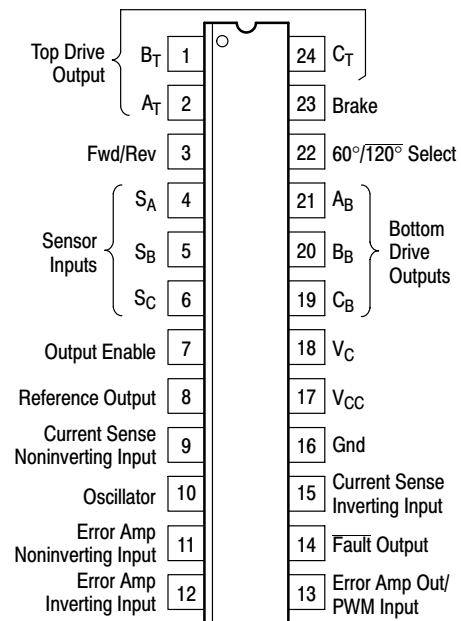 Top Drive
Output
B_T 1
A_T 2
Fwd/Rev 3
Sensor
Inputs
S_A 4
S_B 5
S_C 6
Output Enable 7
Reference Output 8
Current Sense
Noninverting Input 9
Oscillator 10
Error Amp
Noninverting Input 11
Error Amp
Inverting Input 12
24 C_T
23 Brake
22 60°/1̅2̅0̅°̅ Select
21 A_B
20 B_B
19 C_B
Bottom
Drive
Outputs
18 V_C
17 V_CC
16 Gnd
15 Current Sense
Inverting Input
14 F̅a̅u̅l̅t̅ Output
13 Error Amp Out/
PWM Input